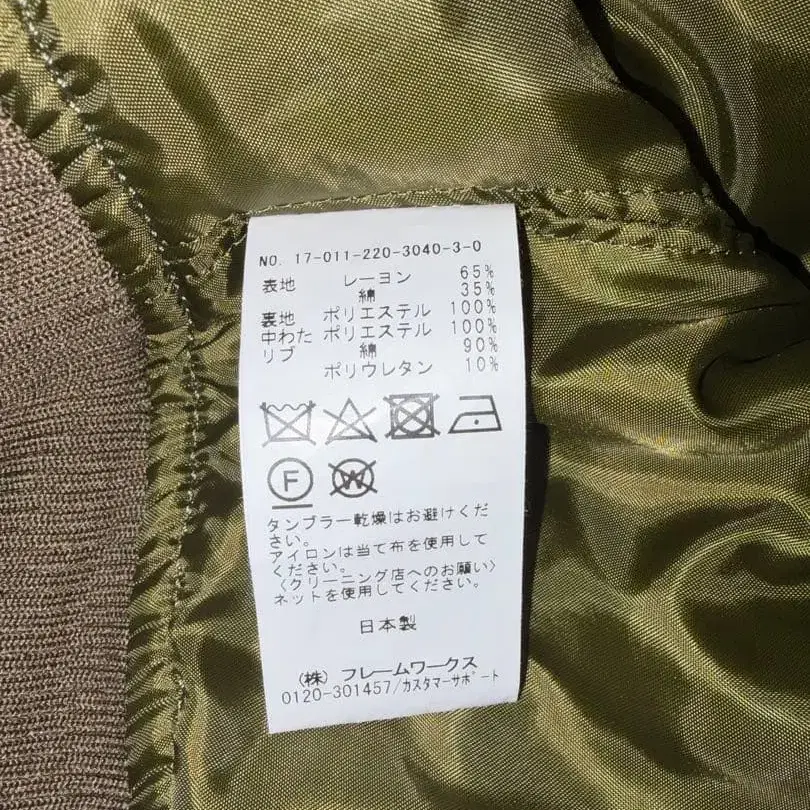 NO. 17-011-220-3040-3-0
表地 レーヨン 65%
綿 35%
裏地 ポリエステル 100%
中わた ポリエステル 100%
リブ 綿 90%
ポリウレタン 10%
F W
タンブラー乾燥はお避けくだ
さい。
アイロンは当て布を使用して
ください。
〈クリーニング店へのお願い〉
ネットを使用してください。
日本製
(株) フレームワークス
0120-301457/カスタマーサポート